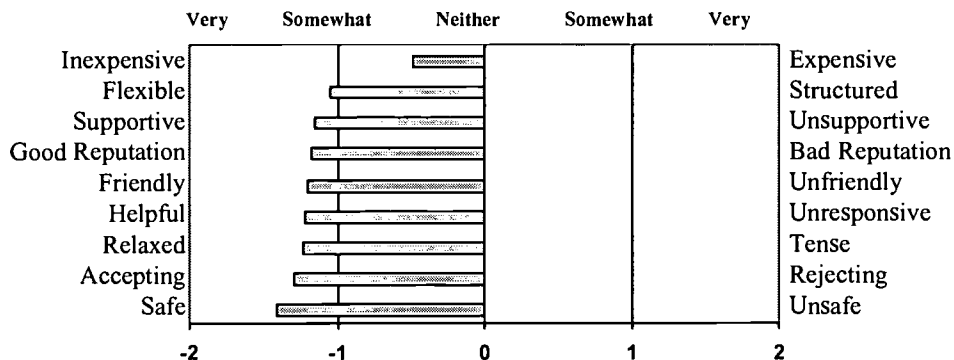 Very Somewhat Neither Somewhat Very
Inexpensive Expensive
Flexible Structured
Supportive Unsupportive
Good Reputation Bad Reputation
Friendly Unfriendly
Helpful Unresponsive
Relaxed Tense
Accepting Rejecting
Safe Unsafe
-2 -1 0 1 2